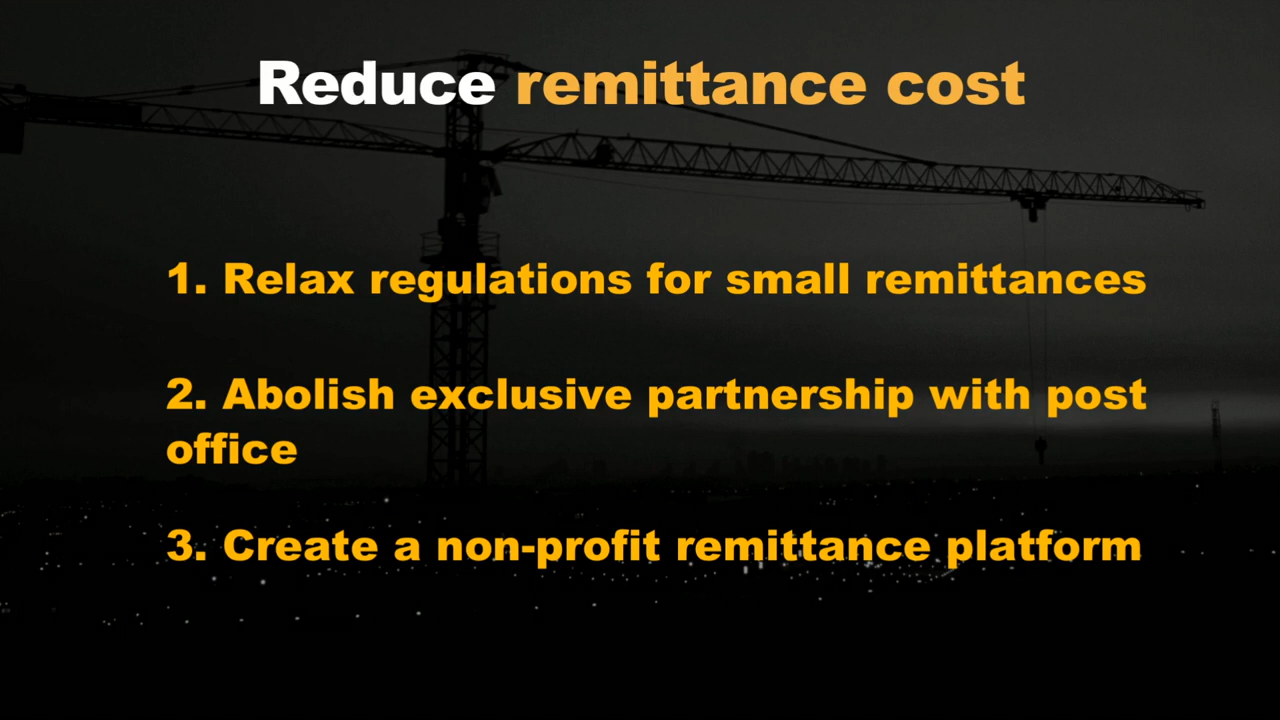 Reduce remittance cost
1. Relax regulations for small remittances
2. Abolish exclusive partnership with post
office
3. Create a non-profit remittance platform